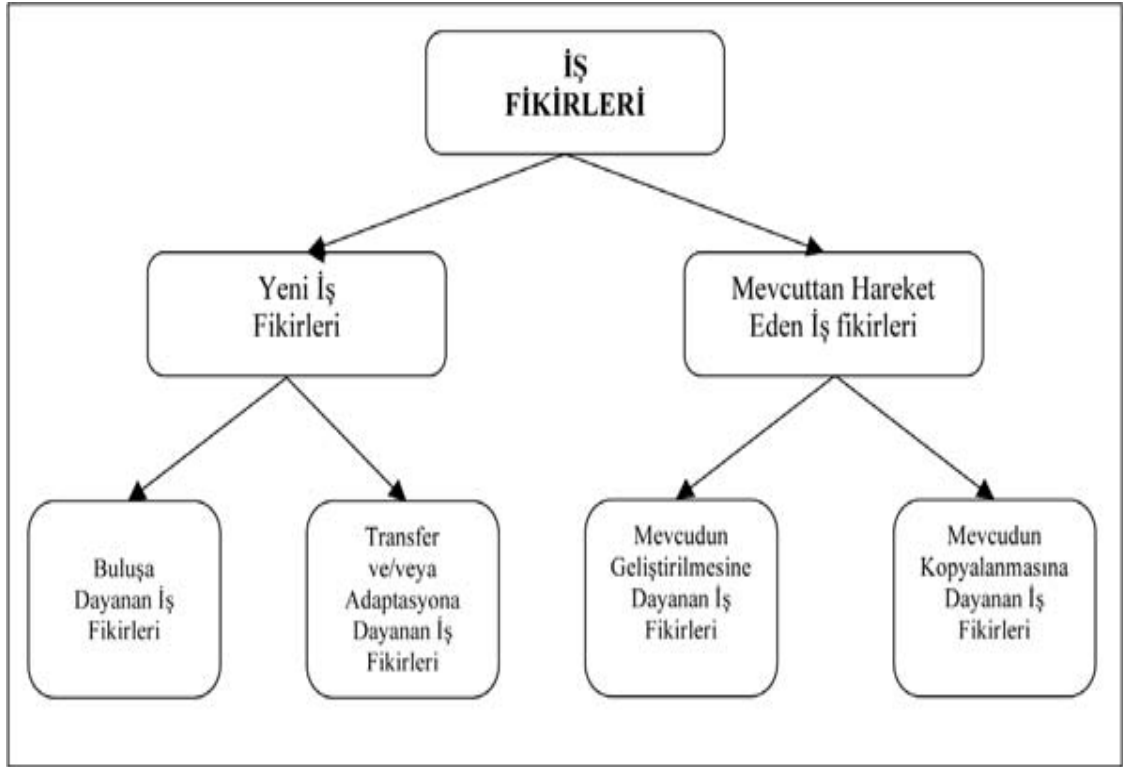 İŞ
FİKİRLERİ
Yeni İş
Fikirleri
Mevcuttan Hareket
Eden İş fikirleri
Buluşa
Dayanan İş
Fikirleri
Transfer
ve/veya
Adaptasyona
Dayanan İş
Fikirleri
Mevcudun
Geliştirilmesine
Dayanan İş
Fikirleri
Mevcudun
Kopyalanmasına
Dayanan İş
Fikirleri